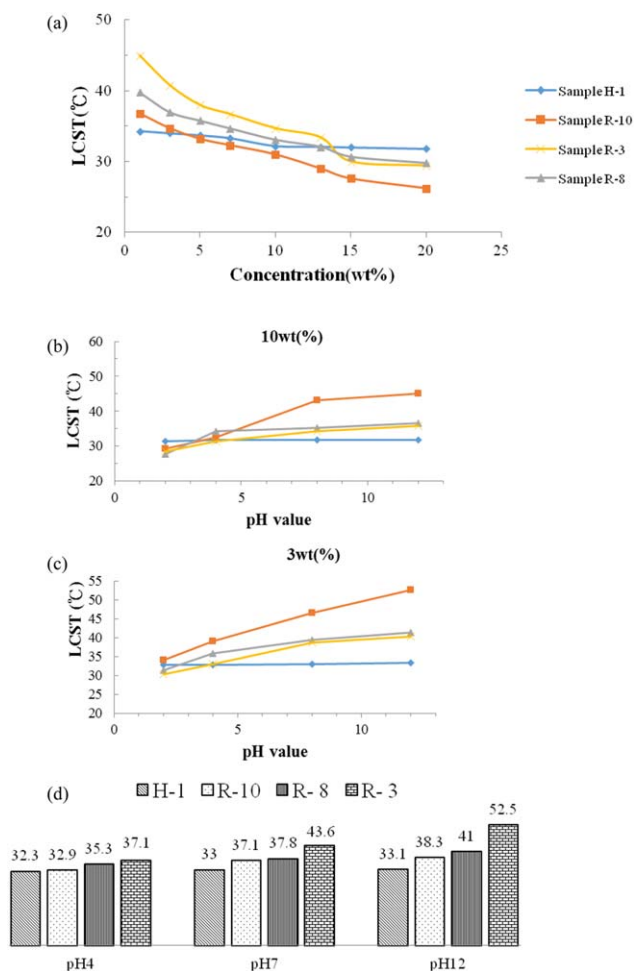 (a)
50
40
30
20
LCST(℃)
0 5 10 15 20 25
Concentration(wt%)
Sample H-1
Sample R-10
Sample R-3
Sample R-8
(b)
10wt(%)
60
50
40
30
20
LCST (℃)
0 5 10
pH value
(c)
3wt(%)
55
50
45
40
35
30
25
20
LCST (℃)
0 5 10
pH value
(d)
H-1 R-10 R- 8 R- 3
32.3 32.9 35.3 37.1
33 37.1 37.8 43.6
33.1 38.3 41 52.5
pH4 pH7 pH12